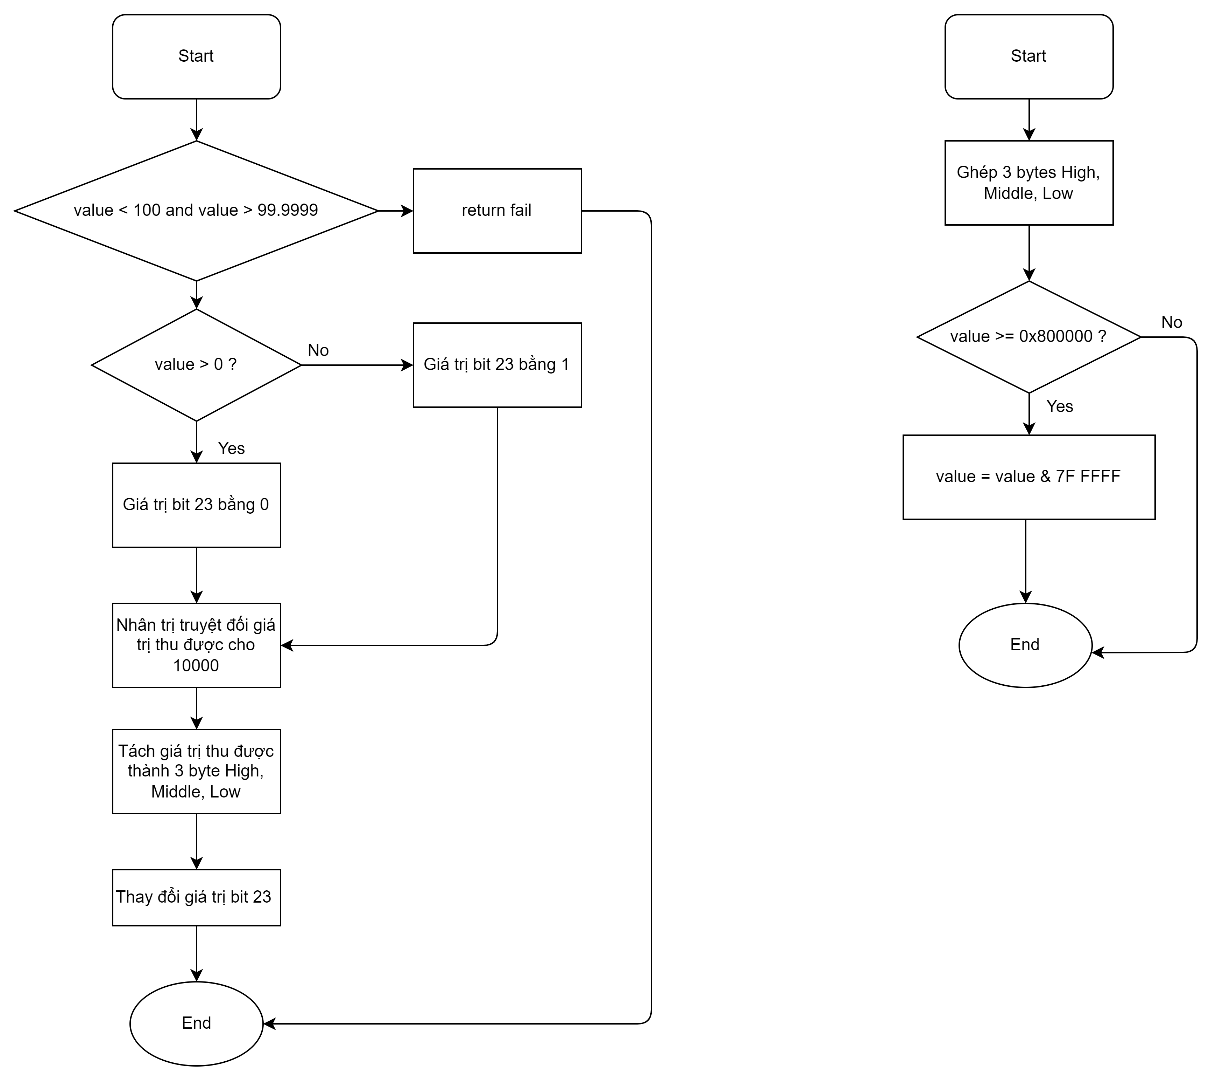 Start
value < 100 and value > 99.9999
return fail
value > 0 ?
No
Giá trị bit 23 bằng 1
Yes
Giá trị bit 23 bằng 0
Nhân trị truyệt đối giá
trị thu được cho
10000
Tách giá trị thu được
thành 3 byte High,
Middle, Low
Thay đổi giá trị bit 23
End
Start
Ghép 3 bytes High,
Middle, Low
value >= 0x800000 ?
No
Yes
value = value & 7F FFFF
End